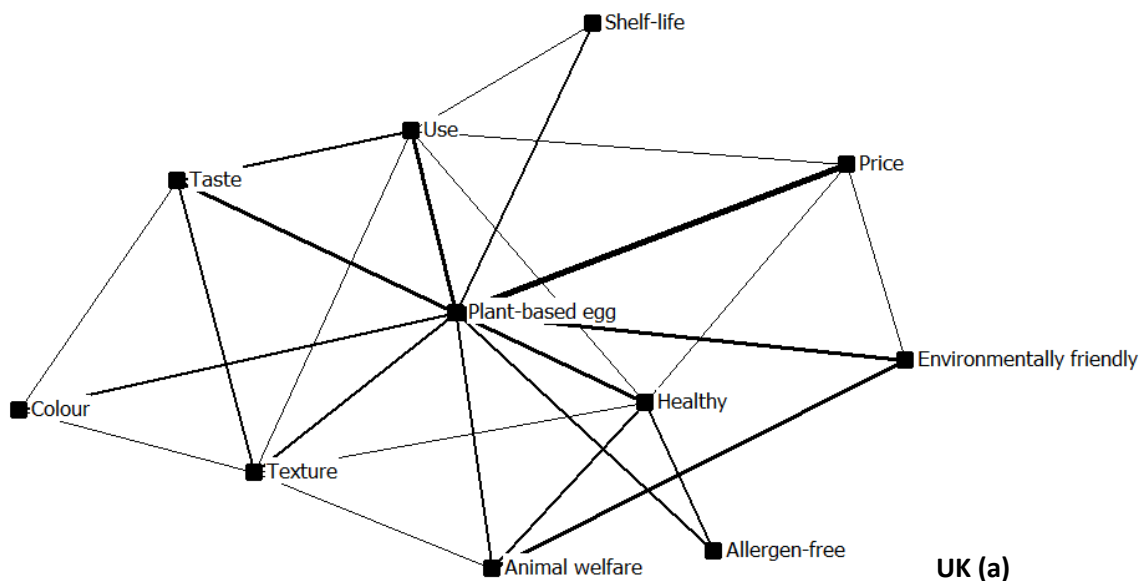 Shelf-life
Use
Price
Taste
Plant-based egg
Environmentally friendly
Healthy
Colour
Texture
Allergen-free
Animal welfare
UK (a)